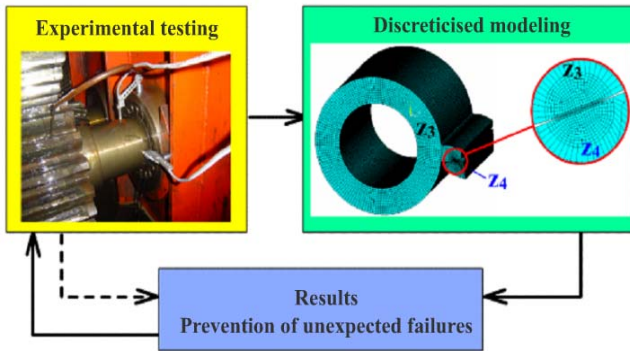 Experimental testing
Discreticised modeling
z3
z4
z3
z4
Results
Prevention of unexpected failures